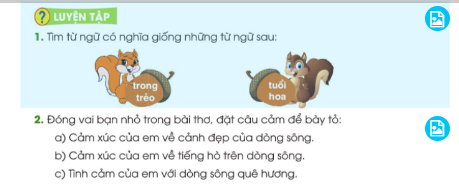 ? LUYỆN TẬP
1. Tìm từ ngữ có nghĩa giống những từ ngữ sau:
trong
trẻo
tuổi
hoa
2. Đóng vai bạn nhỏ trong bài thơ, đặt câu cảm để bày tỏ:
a) Cảm xúc của em về cảnh đẹp của dòng sông.
b) Cảm xúc của em về tiếng hò trên dòng sông.
c) Tình cảm của em với dòng sông quê hương.